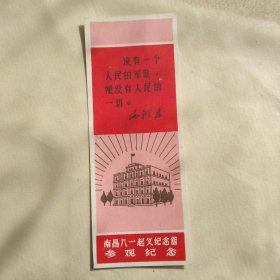 没有一个
人民的军队，
便没有人民的
一切。
毛泽东
南昌八一起义纪念馆
参观纪念